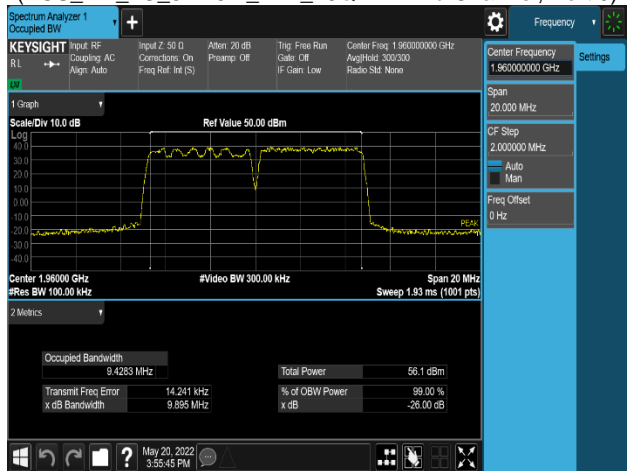 Spectrum Analyzer 1
Occupied BW
Frequency
KEYSIGHT
RL
Input: RF
Coupling: AC
Align: Auto
Input Z: 50 Ω
Corrections: On
Freq Ref: Int (S)
Atten: 20 dB
Preamp: Off
Trig: Free Run
Gate: Off
IF Gain: Low
Center Freq: 1.960000000 GHz
Avg|Hold: 300/300
Radio Std: None
Center Frequency
1.960000000 GHz
Settings
Span
20.000 MHz
CF Step
2.000000 MHz
Auto
Man
Freq Offset
0 Hz
1 Graph
Scale/Div 10.0 dB
Ref Value 50.00 dBm
Log
40.0
30.0
20.0
10.0
0.00
-10.0
-20.0
-30.0
-40.0
PEAK
Center 1.96000 GHz
#Video BW 300.00 kHz
Span 20 MHz
#Res BW 100.00 kHz
Sweep 1.93 ms (1001 pts)
2 Metrics
Occupied Bandwidth
9.4283 MHz
Total Power 56.1 dBm
Transmit Freq Error 14.241 kHz
% of OBW Power 99.00 %
x dB Bandwidth 9.895 MHz
x dB -26.00 dB
May 20, 2022
3:55:45 PM